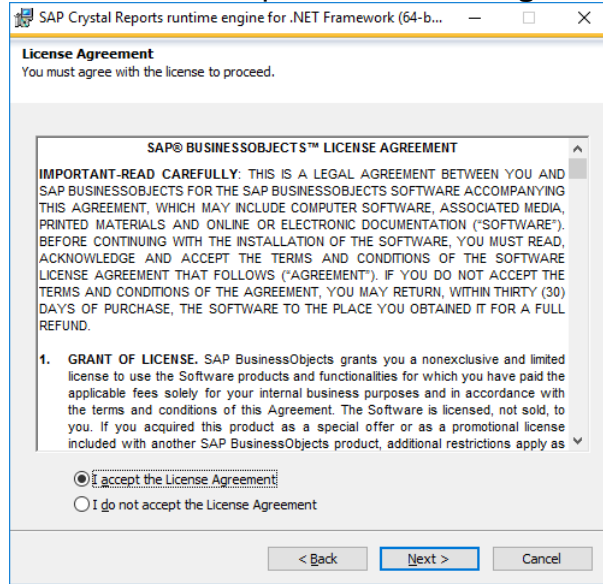 SAP Crystal Reports runtime engine for .NET Framework (64-b...
License Agreement
You must agree with the license to proceed.
SAP® BUSINESSOBJECTS™ LICENSE AGREEMENT
IMPORTANT-READ CAREFULLY: THIS IS A LEGAL AGREEMENT BETWEEN YOU AND
SAP BUSINESSOBJECTS FOR THE SAP BUSINESSOBJECTS SOFTWARE ACCOMPANYING
THIS AGREEMENT, WHICH MAY INCLUDE COMPUTER SOFTWARE, ASSOCIATED MEDIA,
PRINTED MATERIALS AND ONLINE OR ELECTRONIC DOCUMENTATION ("SOFTWARE").
BEFORE CONTINUING WITH THE INSTALLATION OF THE SOFTWARE, YOU MUST READ,
ACKNOWLEDGE AND ACCEPT THE TERMS AND CONDITIONS OF THE SOFTWARE
LICENSE AGREEMENT THAT FOLLOWS ("AGREEMENT"). IF YOU DO NOT ACCEPT THE
TERMS AND CONDITIONS OF THE AGREEMENT, YOU MAY RETURN, WITHIN THIRTY (30)
DAYS OF PURCHASE, THE SOFTWARE TO THE PLACE YOU OBTAINED IT FOR A FULL
REFUND.
1. GRANT OF LICENSE. SAP BusinessObjects grants you a nonexclusive and limited
license to use the Software products and functionalities for which you have paid the
applicable fees solely for your internal business purposes and in accordance with
the terms and conditions of this Agreement. The Software is licensed, not sold, to
you. If you acquired this product as a special offer or as a promotional license
included with another SAP BusinessObjects product, additional restrictions apply as
I accept the License Agreement
I do not accept the License Agreement
< Back Next > Cancel